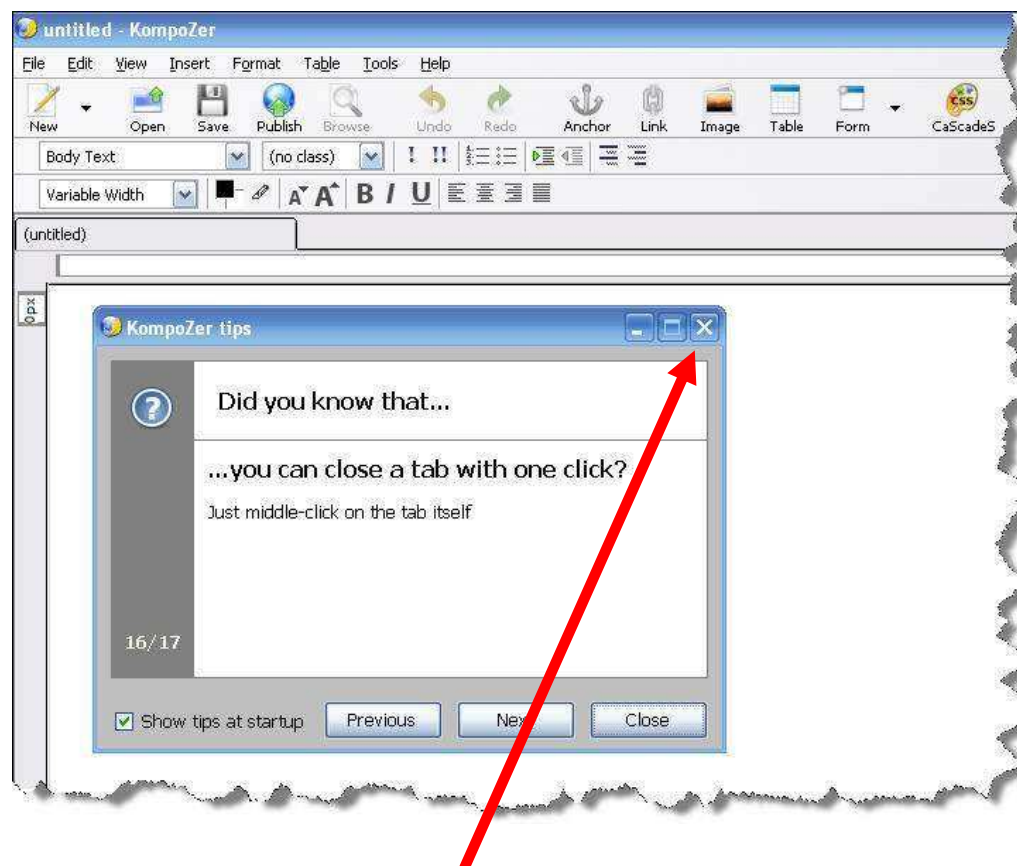 untitled - KompoZer
File Edit View Insert Format Table Tools Help
New Open Save Publish Browse Undo Redo Anchor Link Image Table Form CSS CaScadeS
Body Text (no class) ! !!
Variable Width A A B I U
(untitled)
0px
KompoZer tips
? Did you know that...
...you can close a tab with one click?
Just middle-click on the tab itself
16/17
Show tips at startup Previous Close